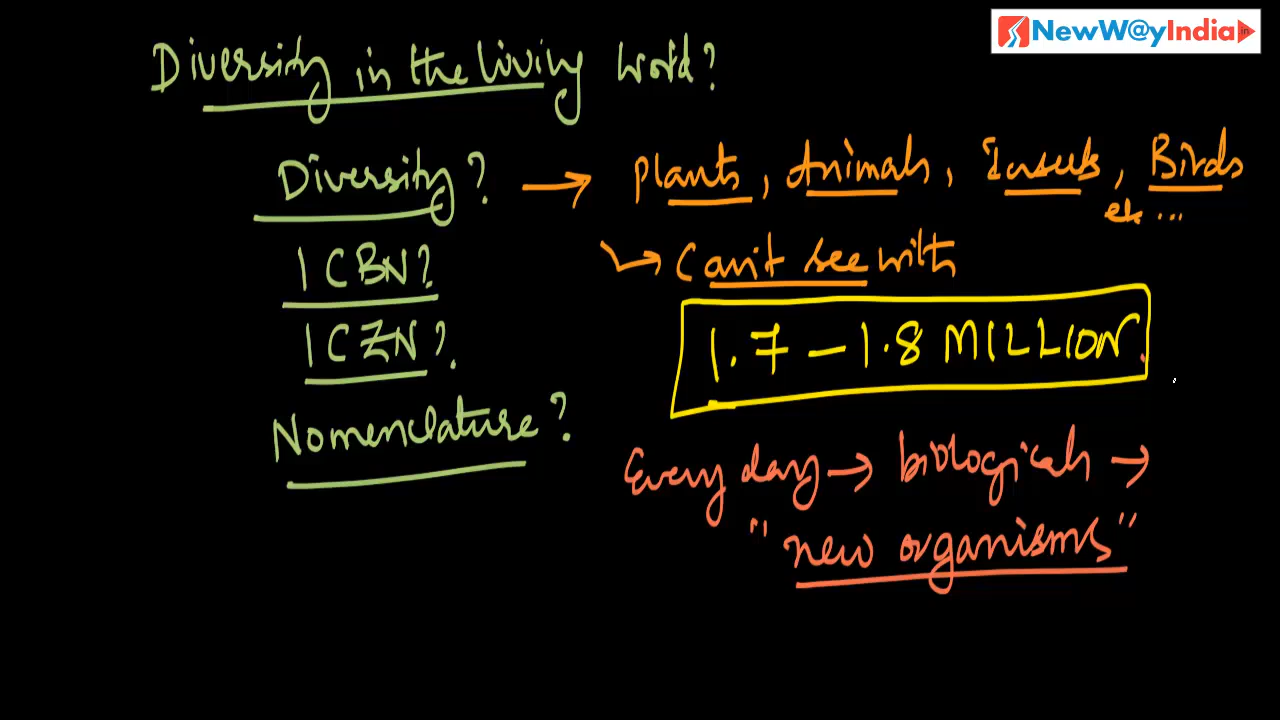 NewW@yIndia.in
Diversity in the living world?
Diversity? → Plants, Animals, Insects, Birds
etc...
ICBN? ↳ Can't see with
ICZN? 1.7 – 1.8 MILLION.
Nomenclature?
Every day → biologicals →
"new organisms"